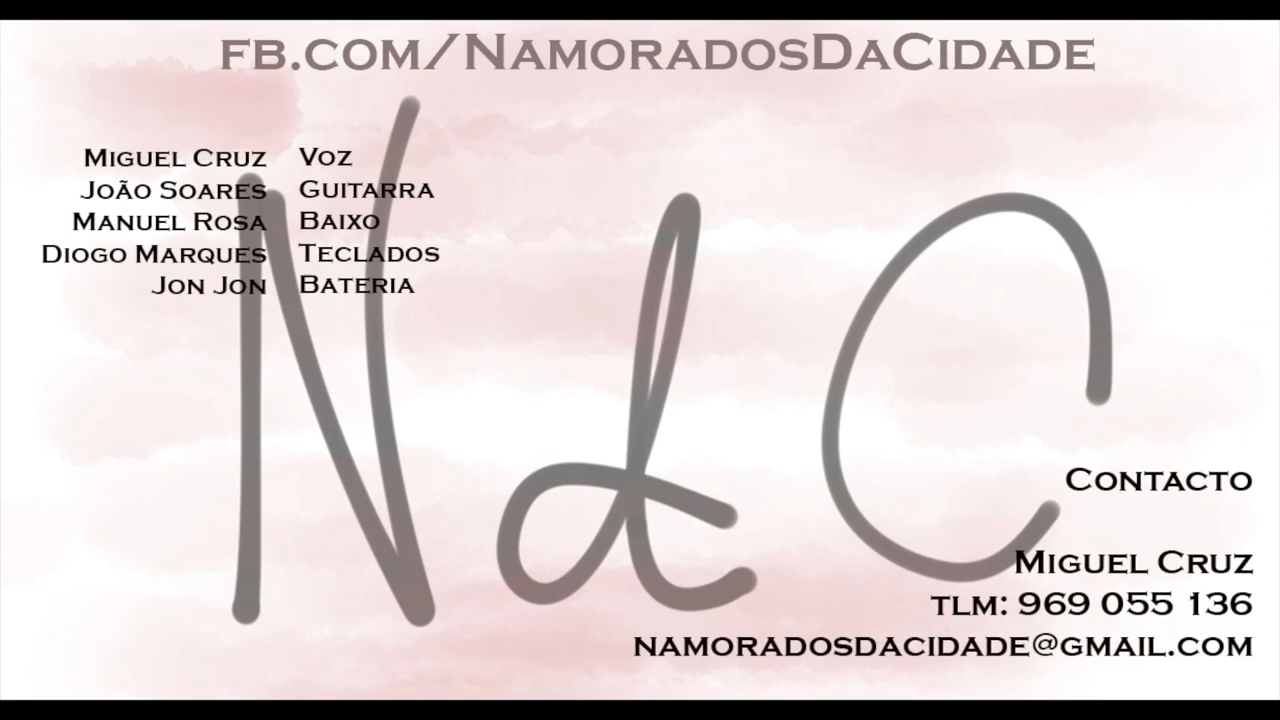 fb.com/NamoradosDaCidade
Miguel Cruz Voz
João Soares Guitarra
Manuel Rosa Baixo
Diogo Marques Teclados
Jon Jon Bateria
NdC
Contacto
Miguel Cruz
tlm: 969 055 136
namoradosdacidade@gmail.com